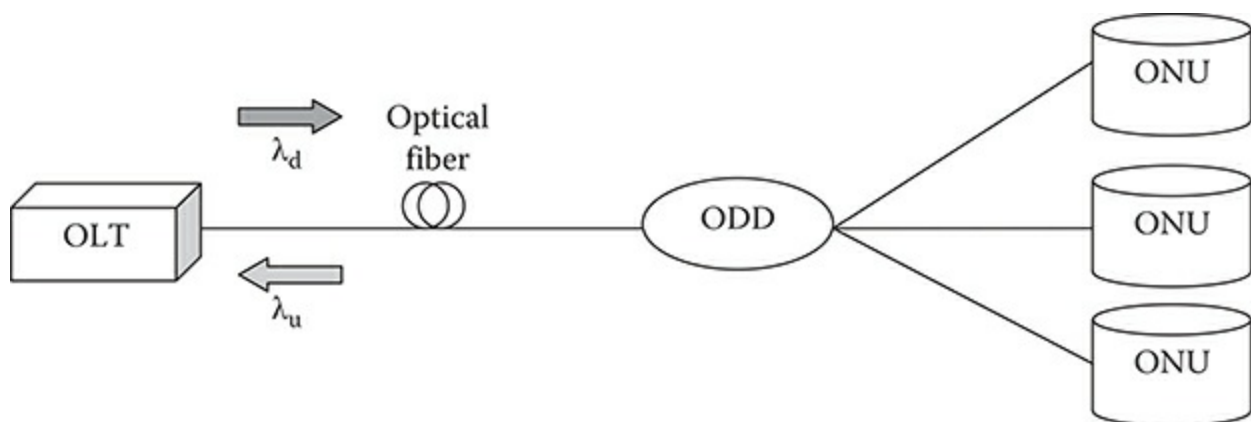 ONU
Optical
fiber
λd
OLT
ODD
ONU
λu
ONU